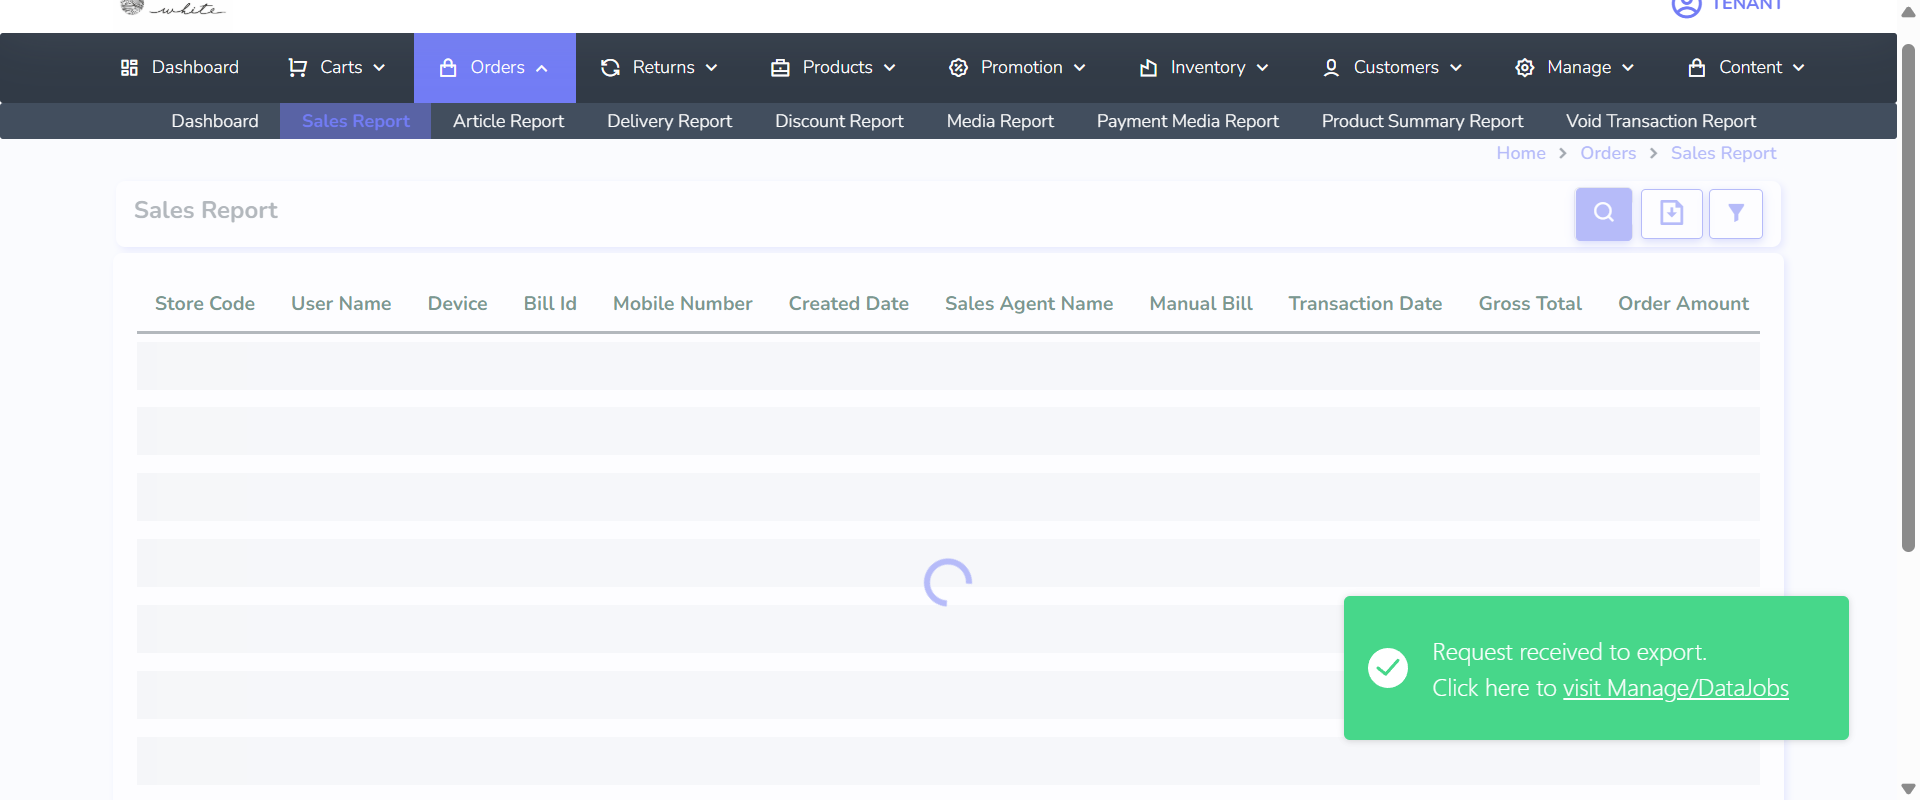 white
TENANT
Dashboard Carts Orders Returns Products Promotion Inventory Customers Manage Content
Dashboard Sales Report Article Report Delivery Report Discount Report Media Report Payment Media Report Product Summary Report Void Transaction Report
Home > Orders > Sales Report
Sales Report
Store Code User Name Device Bill Id Mobile Number Created Date Sales Agent Name Manual Bill Transaction Date Gross Total Order Amount
Request received to export.
Click here to visit Manage/DataJobs